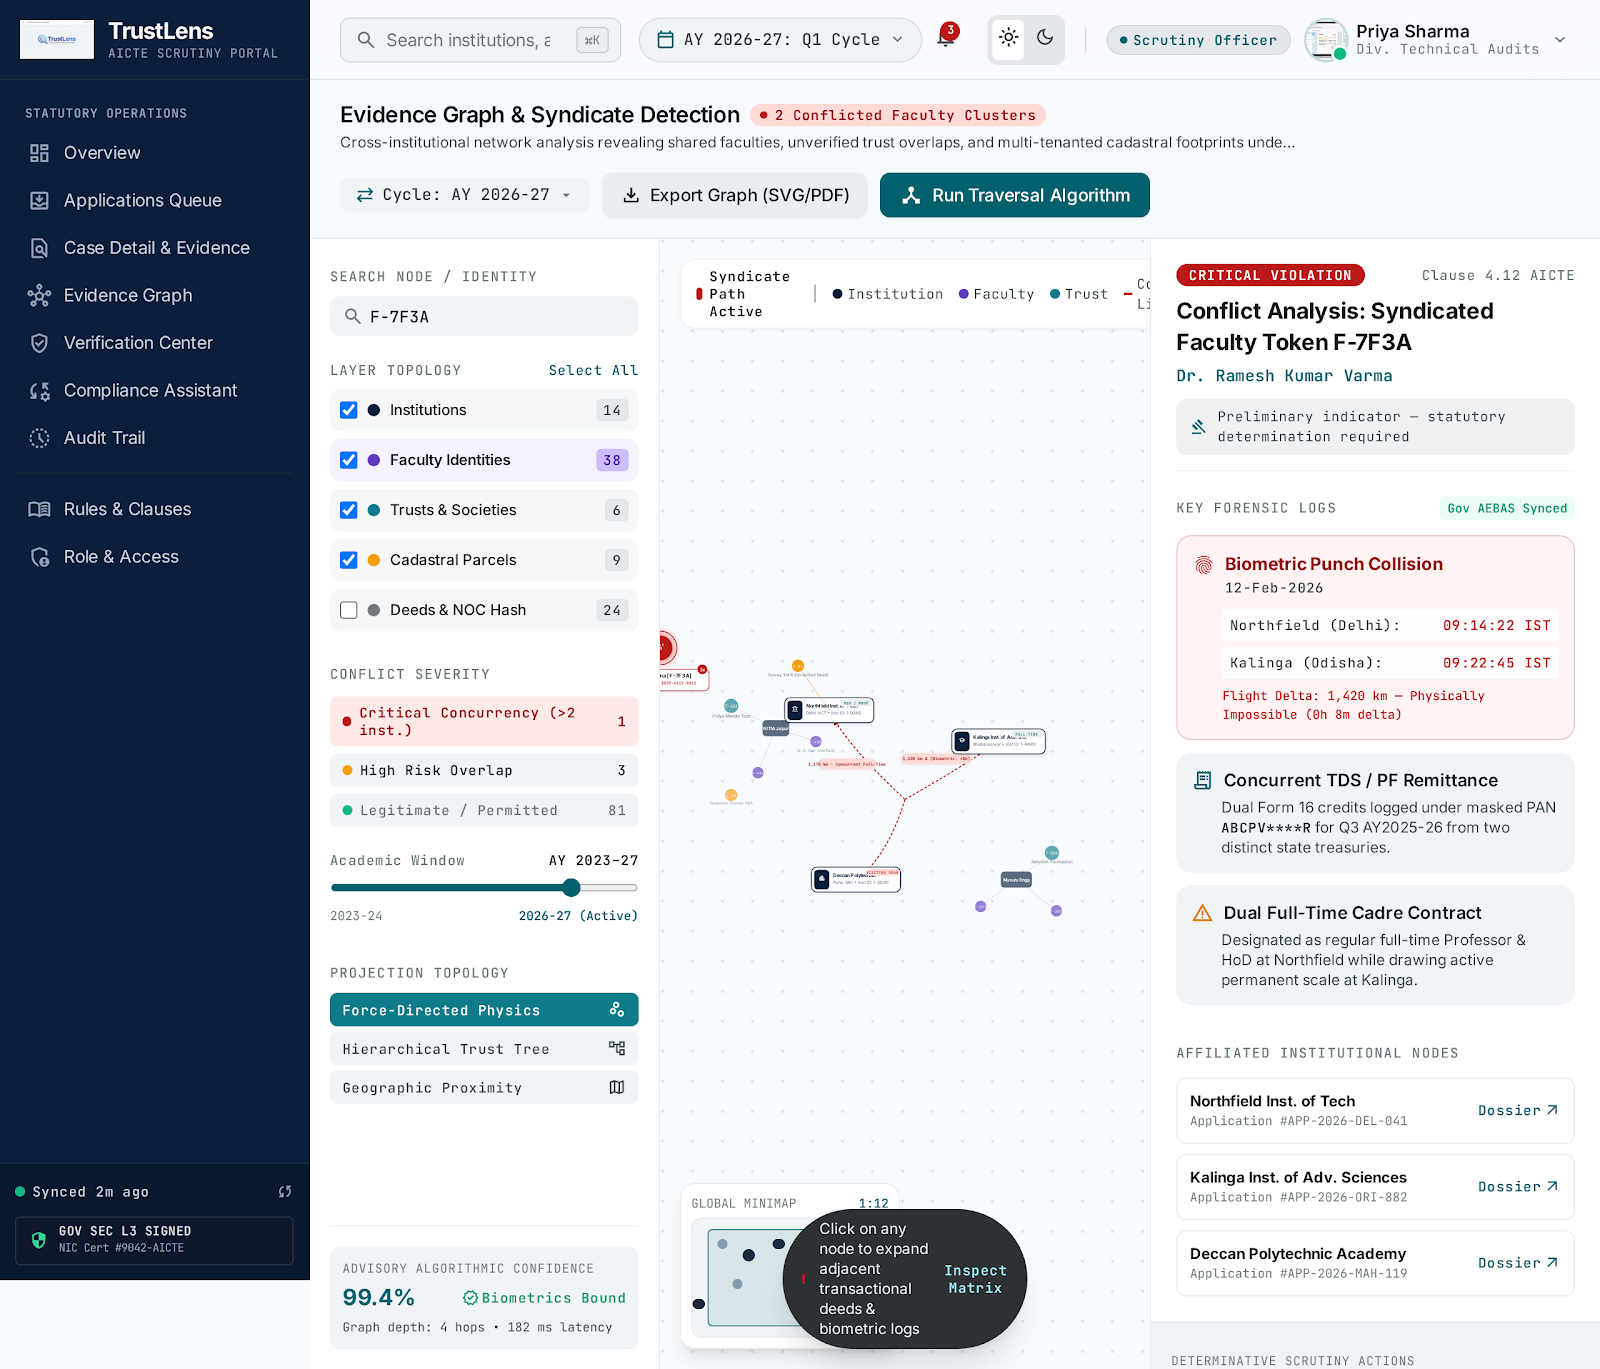 TrustLens
AICTE SCRUTINY PORTAL
STATUTORY OPERATIONS
Overview
Applications Queue
Case Detail & Evidence
Evidence Graph
Verification Center
Compliance Assistant
Audit Trail
Rules & Clauses
Role & Access
Synced 2m ago
GOV SEC L3 SIGNED
NIC Cert #9042-AICTE
Search institutions, a
⌘K
AY 2026-27: Q1 Cycle
3
Scrutiny Officer
Priya Sharma
Div. Technical Audits
Evidence Graph & Syndicate Detection
2 Conflicted Faculty Clusters
Cross-institutional network analysis revealing shared faculties, unverified trust overlaps, and multi-tenanted cadastral footprints unde...
Cycle: AY 2026-27
Export Graph (SVG/PDF)
Run Traversal Algorithm
SEARCH NODE / IDENTITY
F-7F3A
LAYER TOPOLOGY
Select All
Institutions 14
Faculty Identities 38
Trusts & Societies 6
Cadastral Parcels 9
Deeds & NOC Hash 24
CONFLICT SEVERITY
Critical Concurrency (>2 inst.) 1
High Risk Overlap 3
Legitimate / Permitted 81
Academic Window AY 2023-27
2023-24 2026-27 (Active)
PROJECTION TOPOLOGY
Force-Directed Physics
Hierarchical Trust Tree
Geographic Proximity
ADVISORY ALGORITHMIC CONFIDENCE
99.4% Biometrics Bound
Graph depth: 4 hops • 182 ms latency
Syndicate Path Active
Institution
Faculty
Trust
GLOBAL MINIMAP 1:12
Click on any node to expand adjacent transactional deeds & biometric logs
Inspect Matrix
CRITICAL VIOLATION
Clause 4.12 AICTE
Conflict Analysis: Syndicated
Faculty Token F-7F3A
Dr. Ramesh Kumar Varma
Preliminary indicator — statutory
determination required
KEY FORENSIC LOGS
Gov AEBAS Synced
Biometric Punch Collision
12-Feb-2026
Northfield (Delhi): 09:14:22 IST
Kalinga (Odisha): 09:22:45 IST
Flight Delta: 1,420 km — Physically
Impossible (0h 8m delta)
Concurrent TDS / PF Remittance
Dual Form 16 credits logged under masked PAN
ABCPV****R for Q3 AY2025-26 from two
distinct state treasuries.
Dual Full-Time Cadre Contract
Designated as regular full-time Professor &
HoD at Northfield while drawing active
permanent scale at Kalinga.
AFFILIATED INSTITUTIONAL NODES
Northfield Inst. of Tech
Application #APP-2026-DEL-041
Dossier
Kalinga Inst. of Adv. Sciences
Application #APP-2026-ORI-882
Dossier
Deccan Polytechnic Academy
Application #APP-2026-MAH-119
Dossier
DETERMINATIVE SCRUTINY ACTIONS